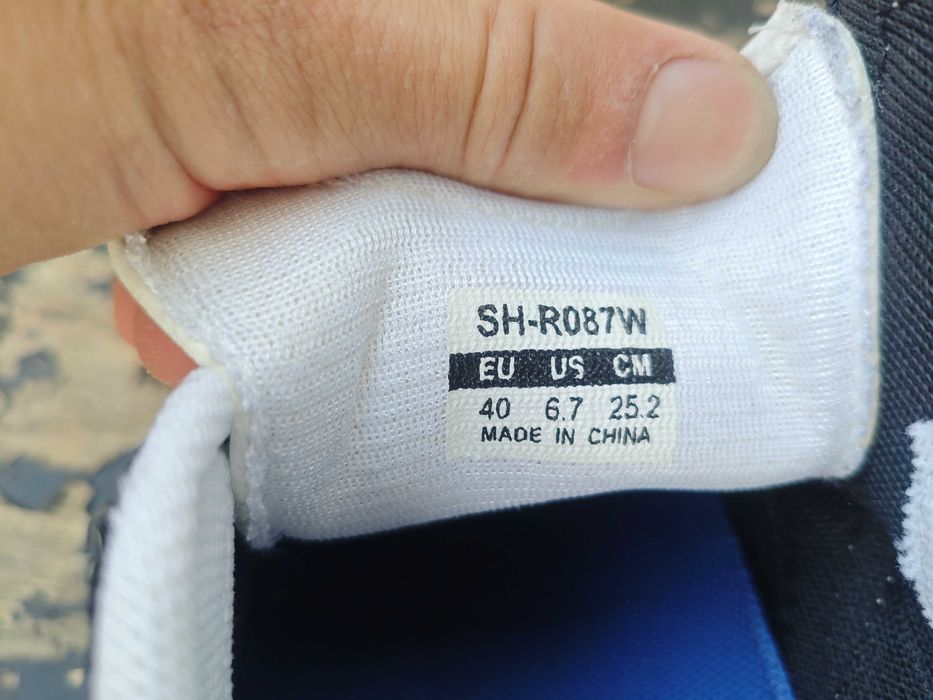 SH-R087W
EU US CM
40 6.7 25.2
MADE IN CHINA